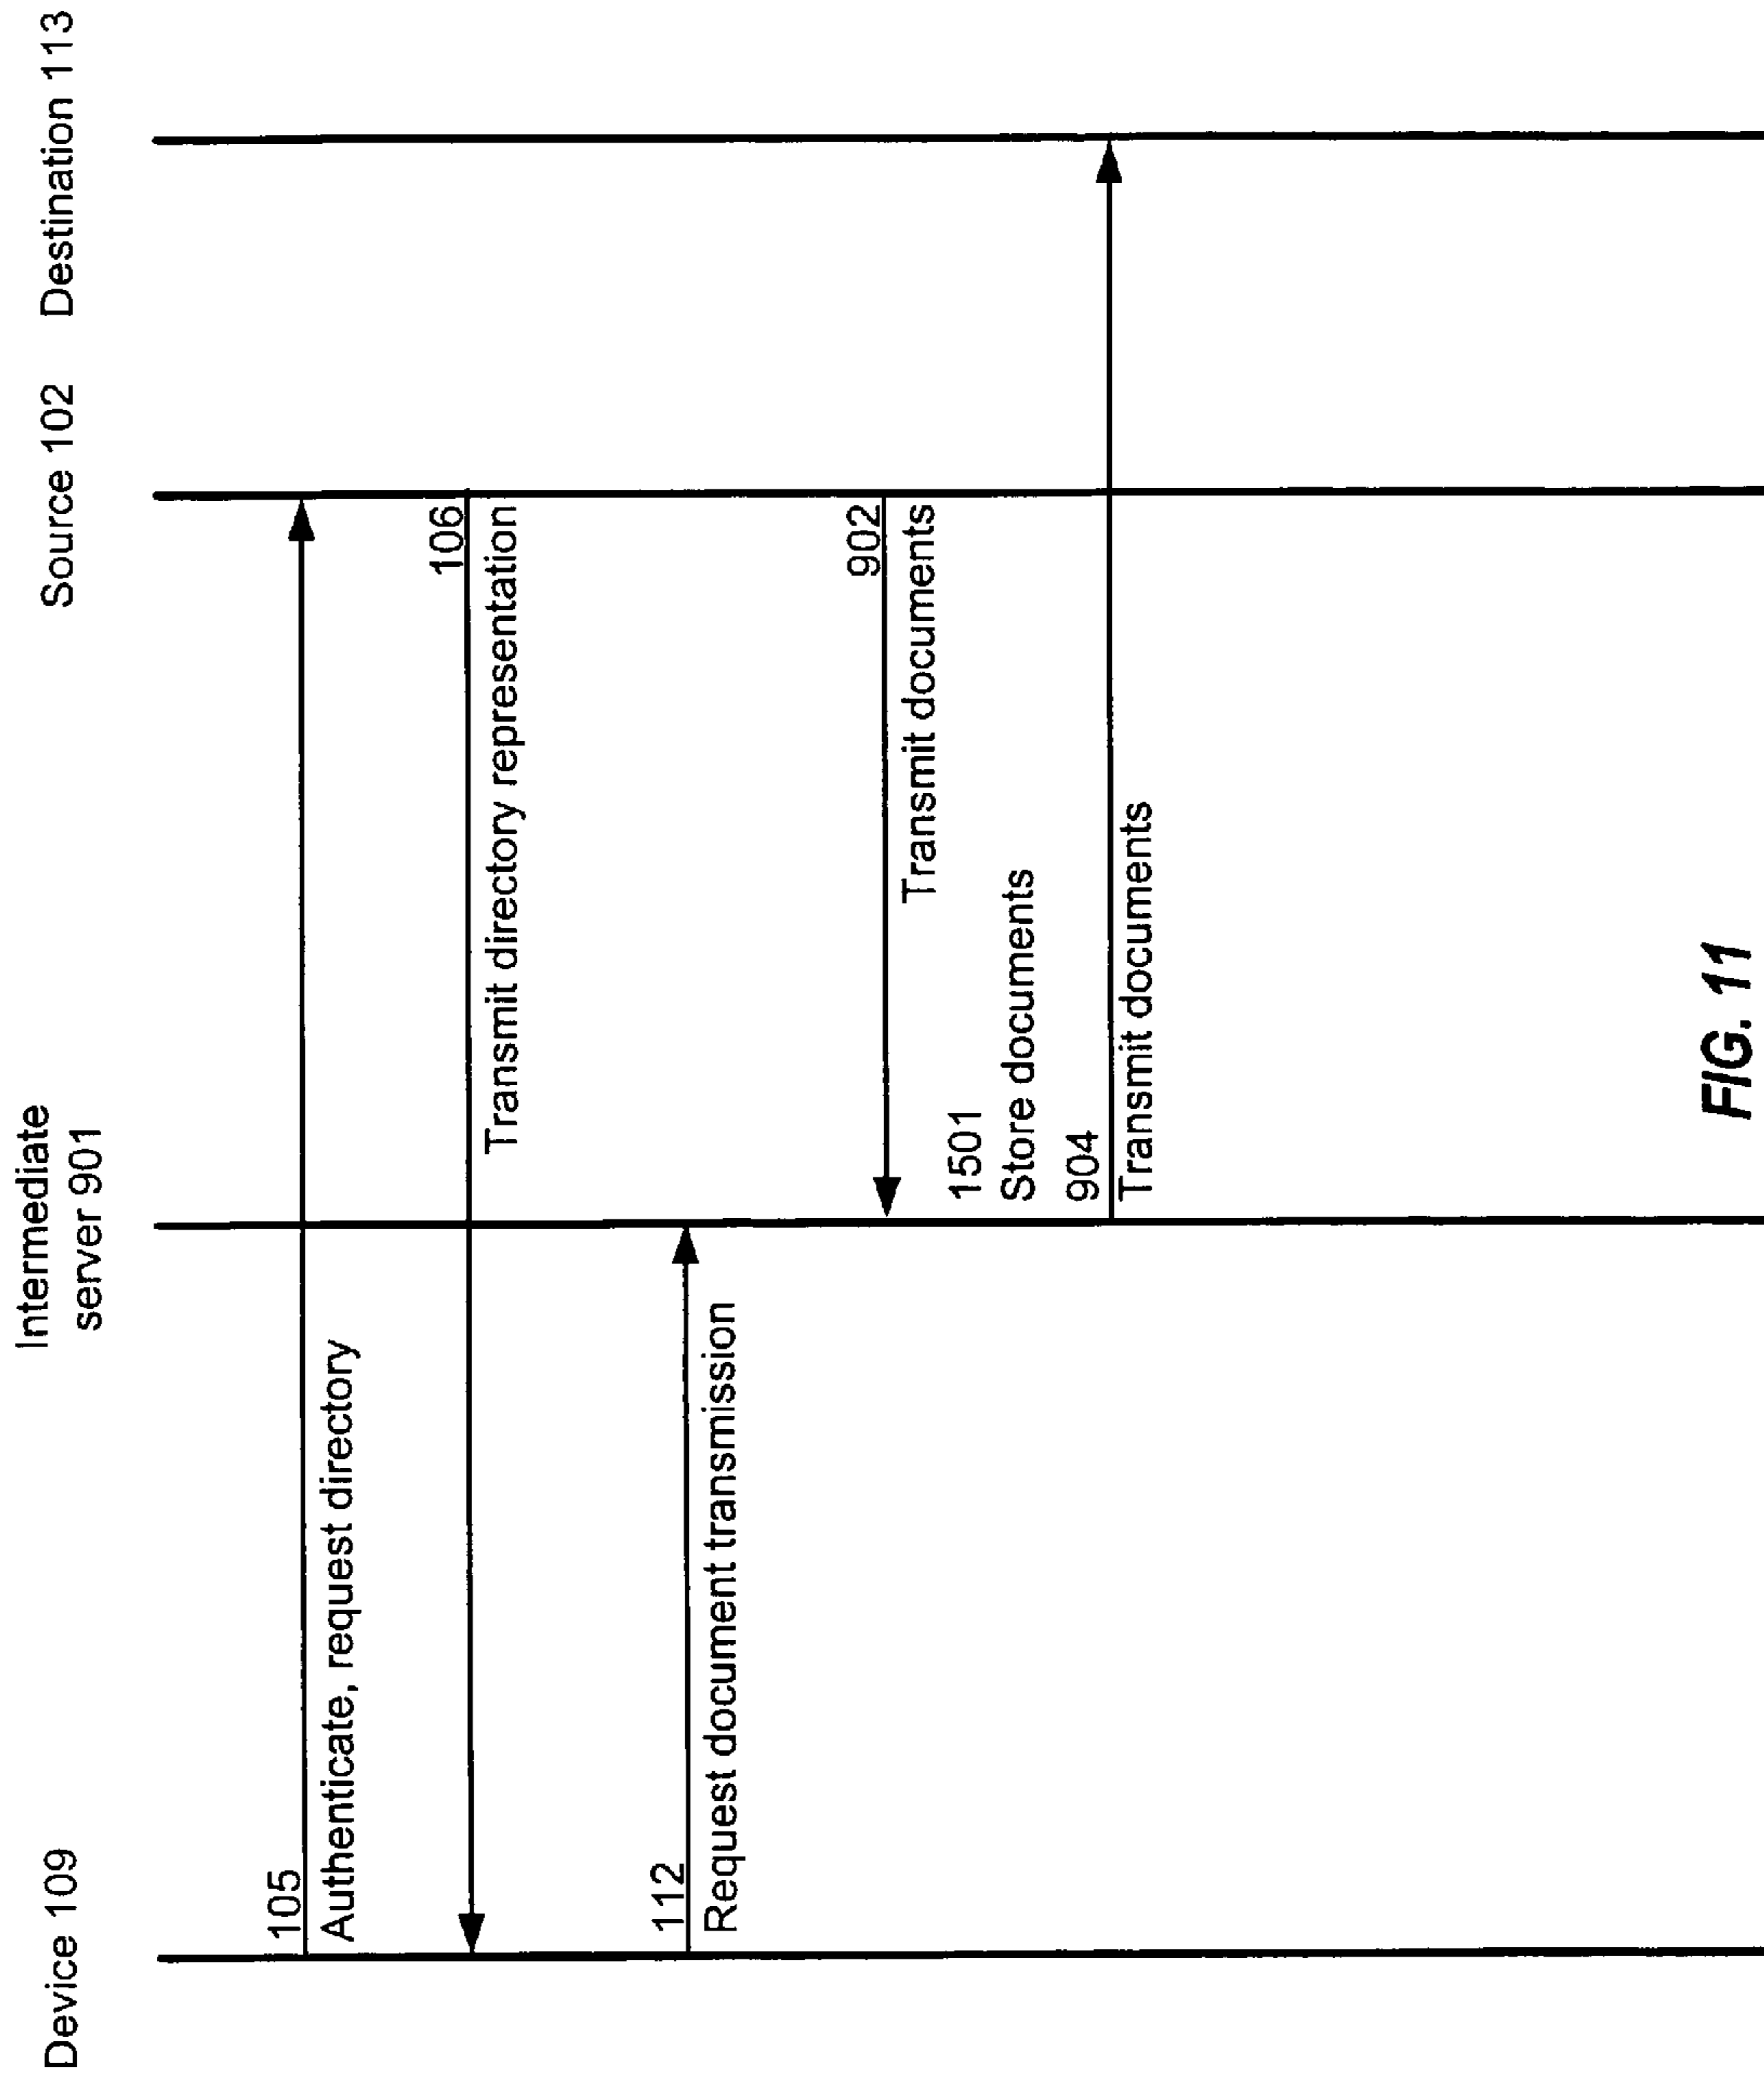 Device 109
Intermediate
server 901
Source 102
Destination 113
105
Authenticate, request directory
106
Transmit directory representation
112
Request document transmission
902
Transmit documents
1501
Store documents
904
Transmit documents
FIG. 11